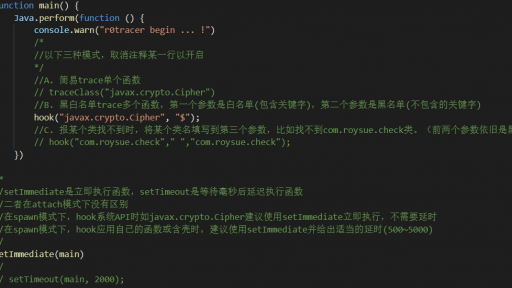 unction main() {
Java.perform(function () {
console.warn("r0tracer begin ... !")
/*
//以下三种模式，取消注释某一行以开启
*/
//A. 简易trace单个函数
// traceClass("javax.crypto.Cipher")
//B. 黑白名单trace多个函数，第一个参数是白名单(包含关键字)，第二个参数是黑名单(不包含的关键字)
hook("javax.crypto.Cipher", "$");
//C. 报某个类找不到时，将某个类名填写到第三个参数，比如找不到com.roysue.check类。（前两个参数依旧是黑
// hook("com.roysue.check"," ","com.roysue.check");
})
*
/setImmediate是立即执行函数，setTimeout是等待毫秒后延迟执行函数
/二者在attach模式下没有区别
/在spawn模式下，hook系统API时如javax.crypto.Cipher建议使用setImmediate立即执行，不需要延时
/在spawn模式下，hook应用自己的函数或含壳时，建议使用setImmediate并给出适当的延时(500~5000)
/
etImmediate(main)
/
/ setTimeout(main, 2000);